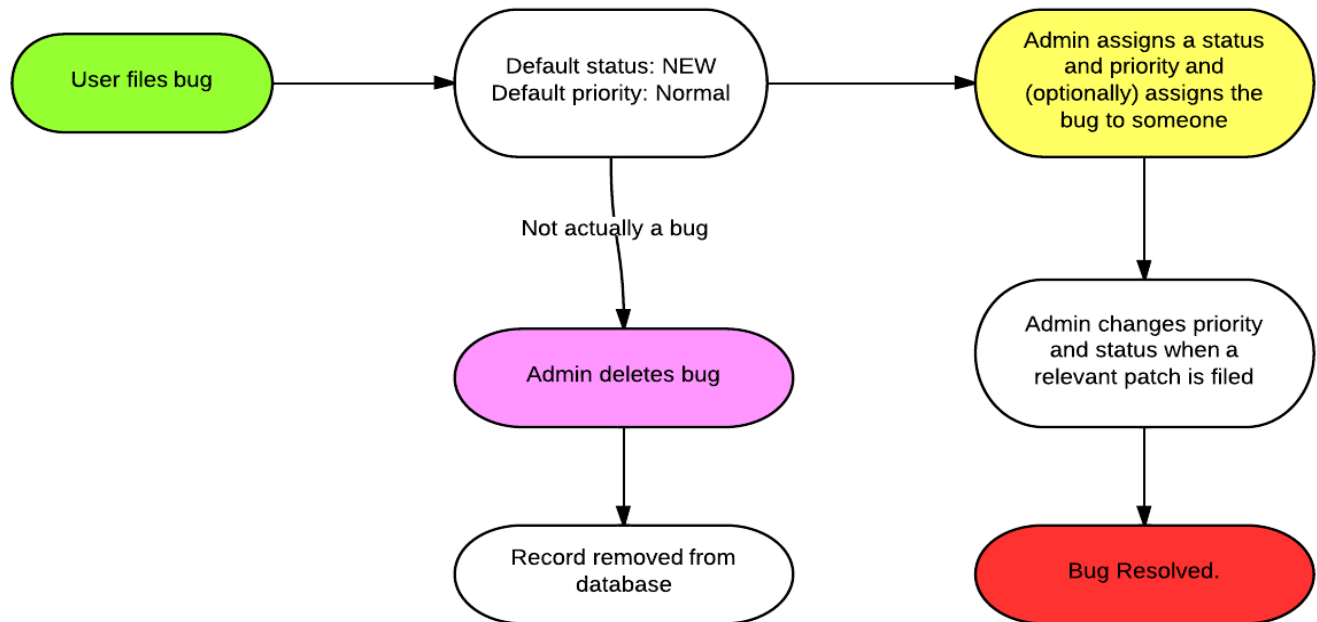 User files bug
Default status: NEW
Default priority: Normal
Admin assigns a status
and priority and
(optionally) assigns the
bug to someone
Not actually a bug
Admin changes priority
and status when a
relevant patch is filed
Admin deletes bug
Record removed from
database
Bug Resolved.